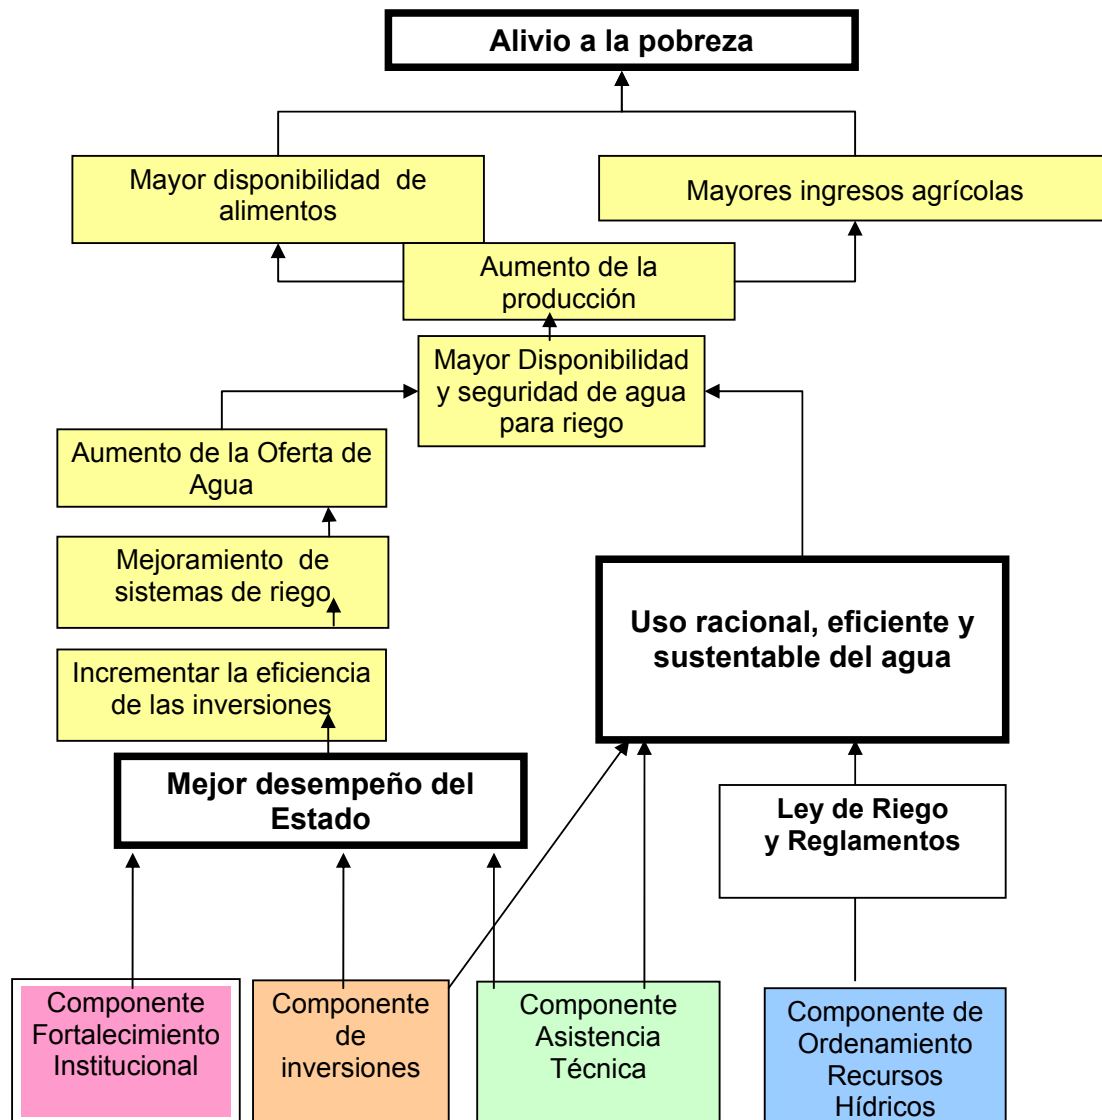 Alivio a la pobreza
Mayor disponibilidad de
alimentos
Mayores ingresos agrícolas
Aumento de la
producción
Mayor Disponibilidad
y seguridad de agua
para riego
Aumento de la Oferta de
Agua
Mejoramiento de
sistemas de riego
Uso racional, eficiente y
sustentable del agua
Incrementar la eficiencia
de las inversiones
Mejor desempeño del
Estado
Ley de Riego
y Reglamentos
Componente
Fortalecimiento
Institucional
Componente
de
inversiones
Componente
Asistencia
Técnica
Componente de
Ordenamiento
Recursos
Hídricos